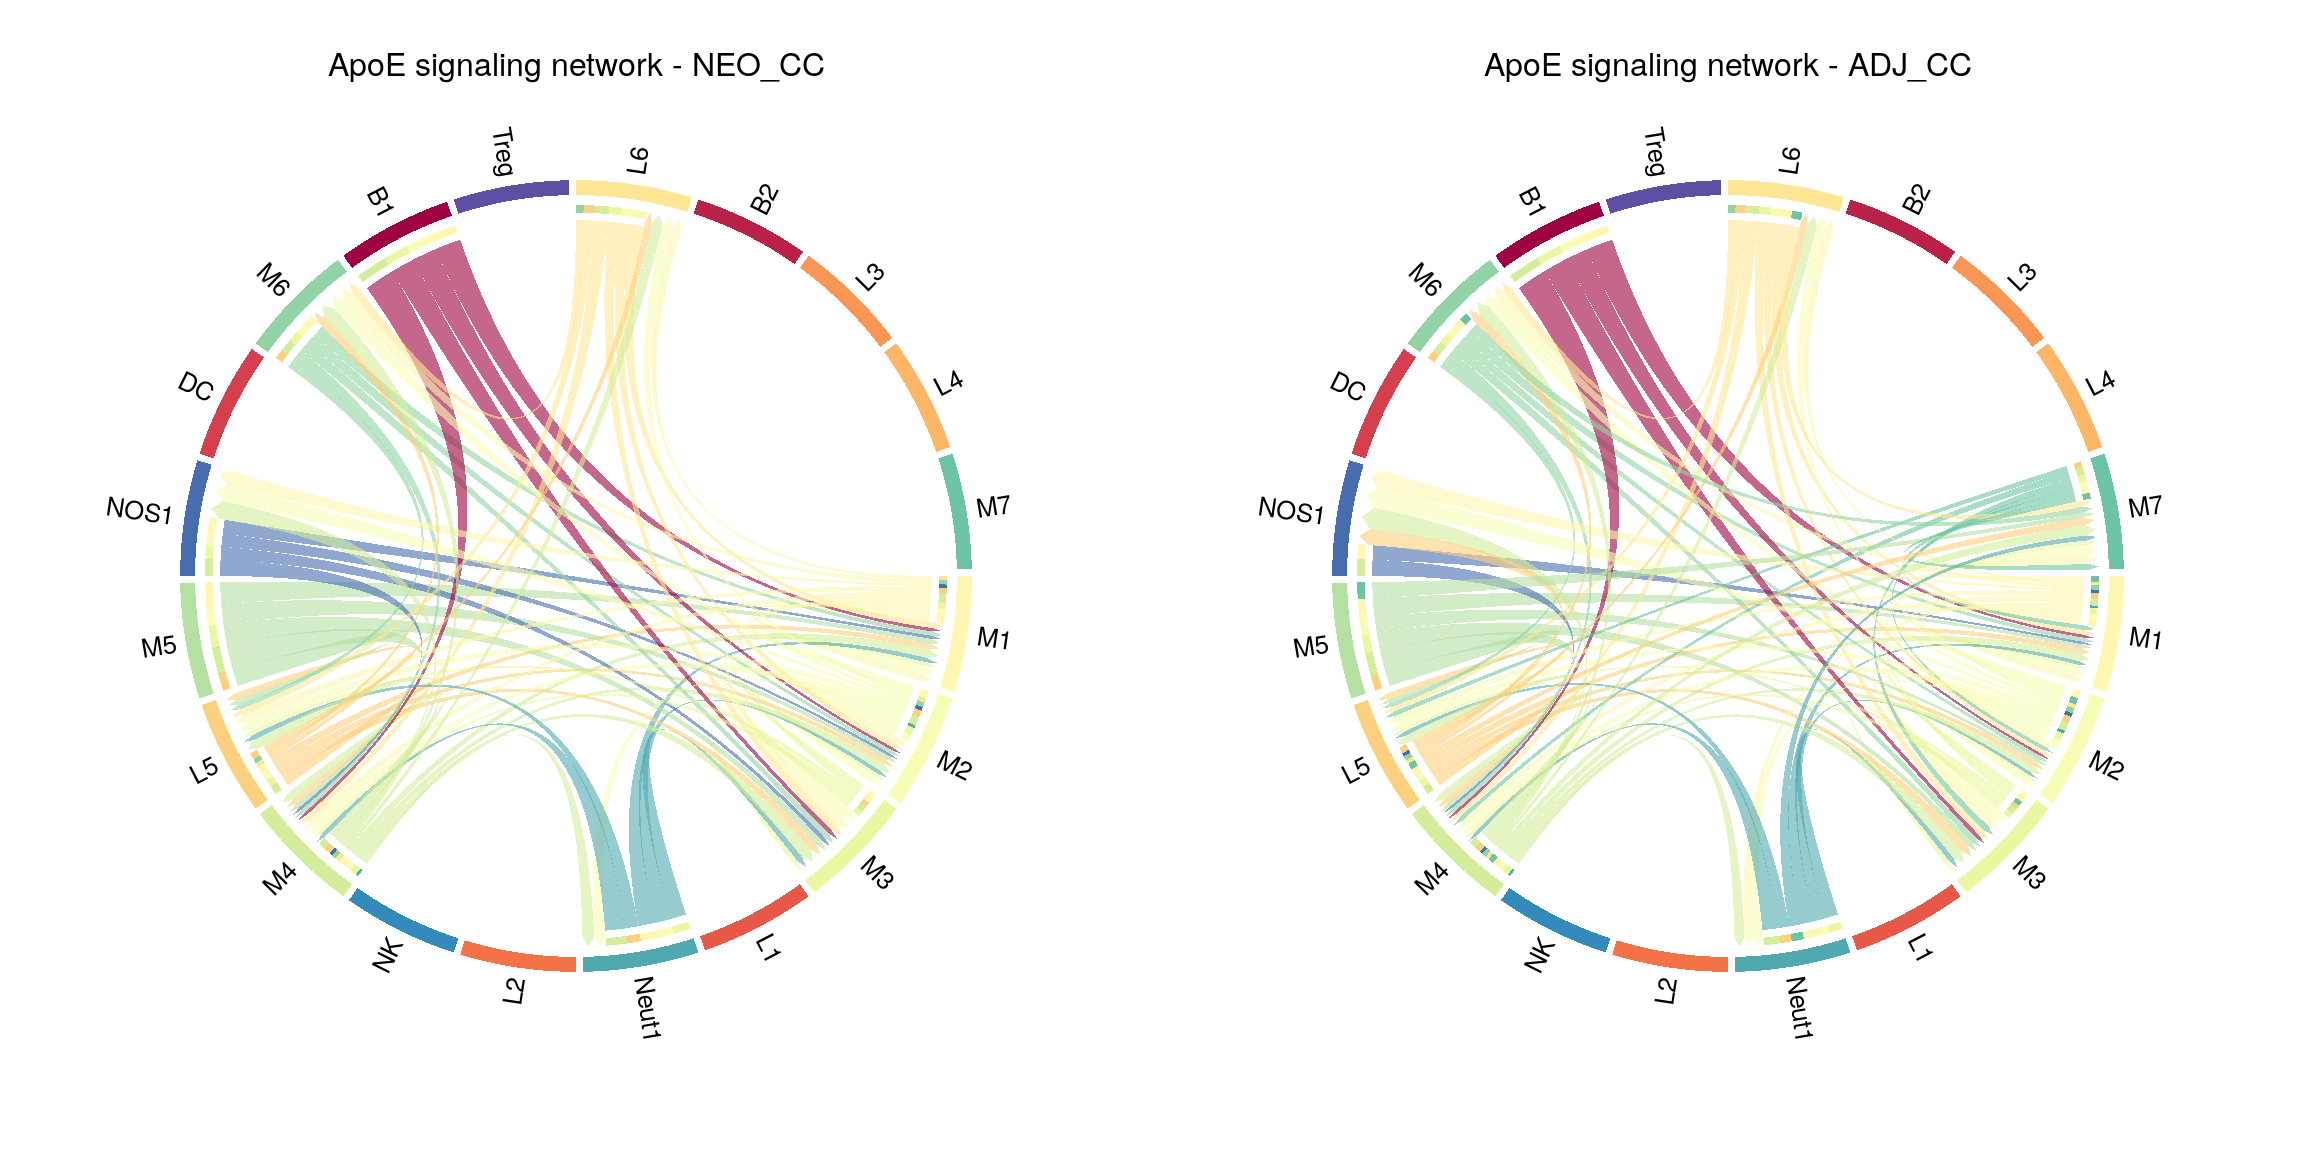 ApoE signaling network - NEO_CC
Treg
L6
B2
L3
L4
M7
M1
M2
M3
L1
Neut1
L2
NK
M4
L5
M5
NOS1
DC
M6
B1
ApoE signaling network - ADJ_CC
Treg
L6
B2
L3
L4
M7
M1
M2
M3
L1
Neut1
L2
NK
M4
L5
M5
NOS1
DC
M6
B1